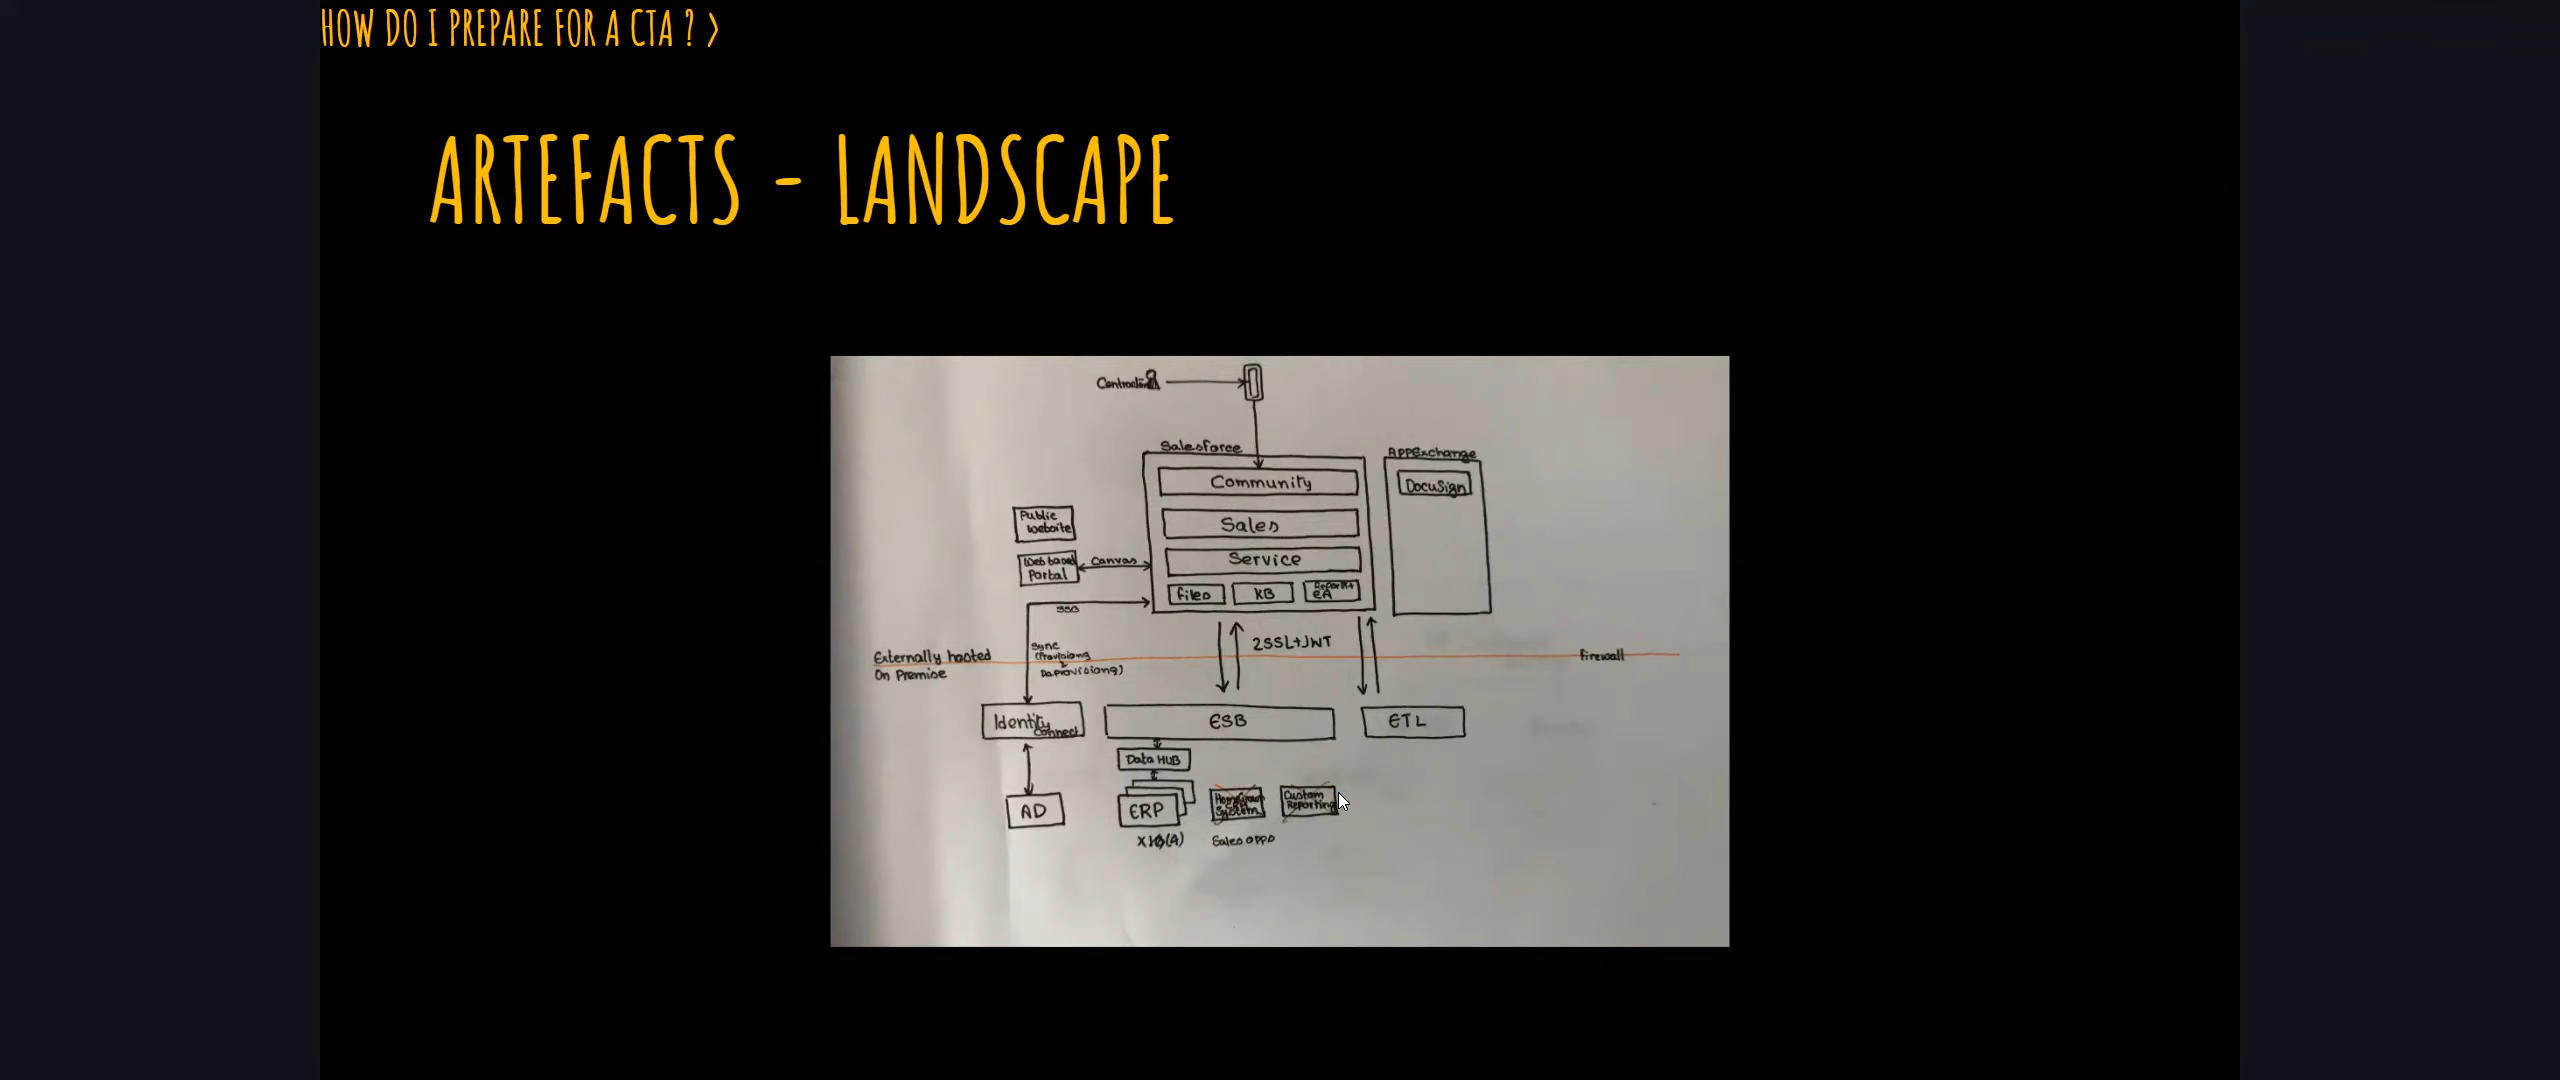 HOW DO I PREPARE FOR A CTA ? >
ARTEFACTS - LANDSCAPE
Salesforce
AppExchange
Community
DocuSign
Sales
Public
website
Service
Web based
Portal
Canvas
files
KB
EA
SSO
2SSL+JWT
Sync
Externally hosted
On Premise
firewall
Identity
Connect
ESB
ETL
Data HUB
AD
ERP
System
Custom
Reporting
Sales opps